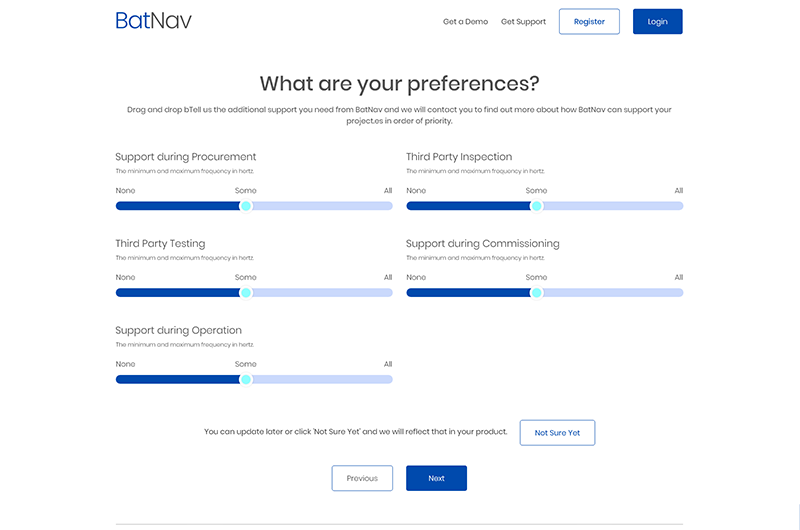 BatNav
Get a Demo Get Support Register Login
What are your preferences?
Drag and drop bTell us the additional support you need from BatNav and we will contact you to find out more about how BatNav can support your
project.es in order of priority.
Support during Procurement
The minimum and maximum frequency in hertz.
None Some All
Third Party Inspection
The minimum and maximum frequency in hertz.
None Some All
Third Party Testing
The minimum and maximum frequency in hertz.
None Some All
Support during Commissioning
The minimum and maximum frequency in hertz.
None Some All
Support during Operation
The minimum and maximum frequency in hertz.
None Some All
You can update later or click 'Not Sure Yet' and we will reflect that in your product.
Not Sure Yet
Previous Next